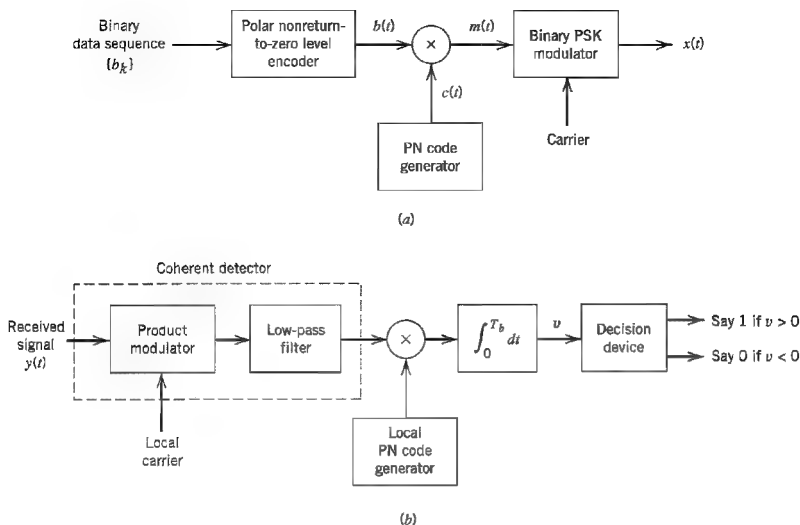 Binary
data sequence
{b_k}
Polar nonreturn-
to-zero level
encoder
b(t)
×
m(t)
Binary PSK
modulator
x(t)
c(t)
PN code
generator
Carrier
(a)
Coherent detector
Received
signal
y(t)
Product
modulator
Low-pass
filter
×
∫_0^{T_b} dt
v
Decision
device
Say 1 if v > 0
Say 0 if v < 0
Local
carrier
Local
PN code
generator
(b)